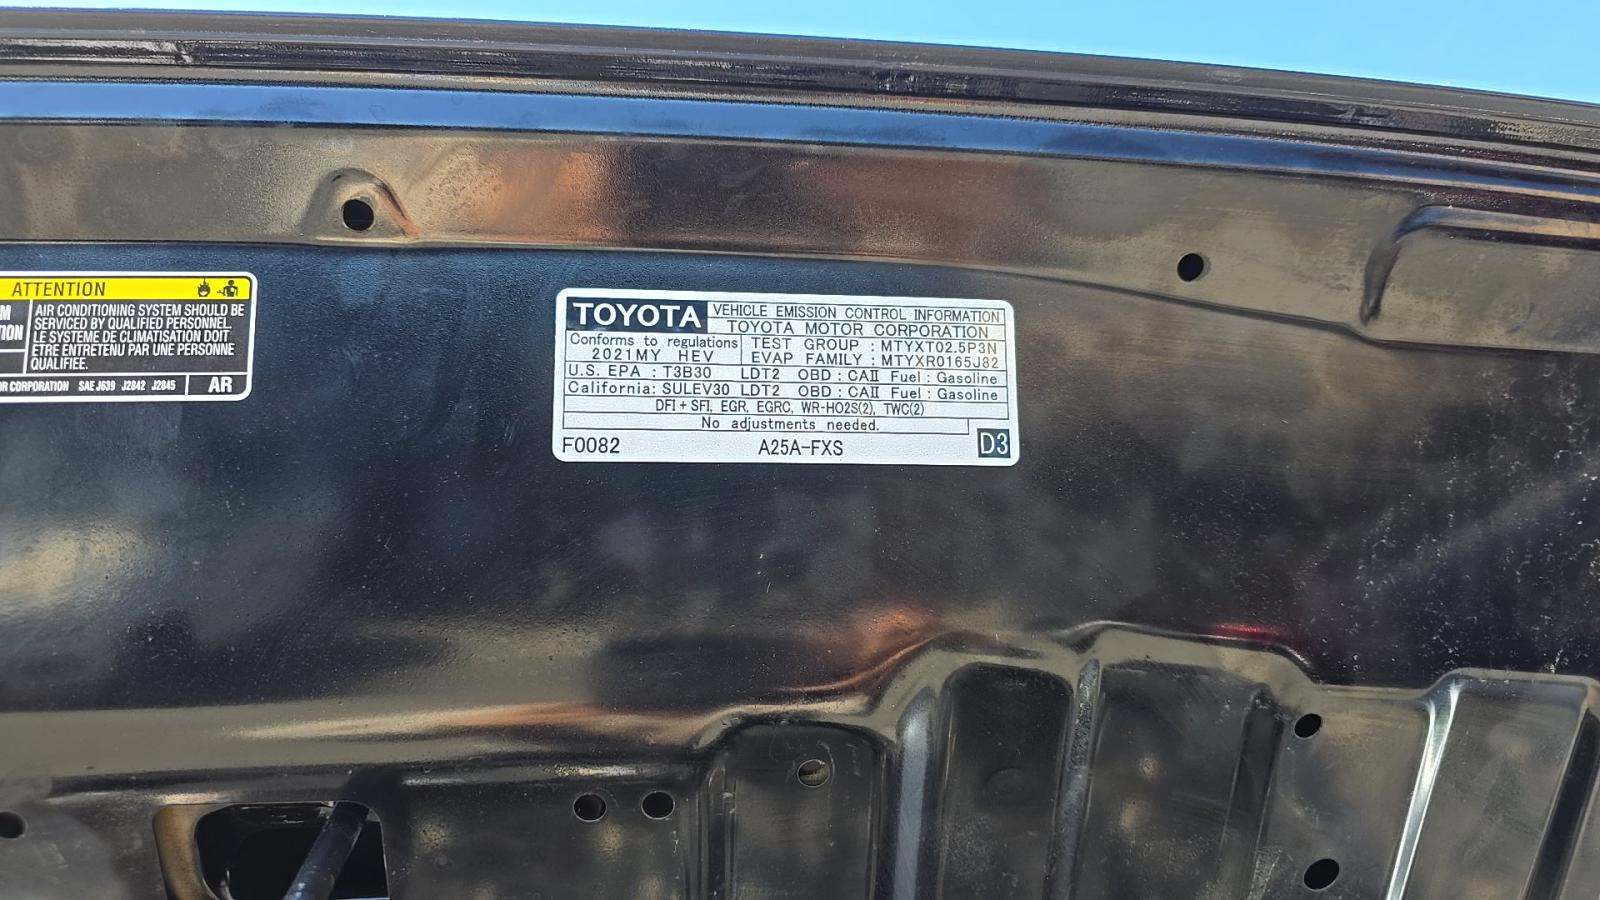 ATTENTION
AIR CONDITIONING SYSTEM SHOULD BE
SERVICED BY QUALIFIED PERSONNEL.
LE SYSTEME DE CLIMATISATION DOIT
ETRE ENTRETENU PAR UNE PERSONNE
QUALIFIEE.
CORPORATION SAE J639 J2842 J2845 AR
TOYOTA VEHICLE EMISSION CONTROL INFORMATION
TOYOTA MOTOR CORPORATION
Conforms to regulations
2021MY HEV
TEST GROUP : MTYXT02.5P3N
EVAP FAMILY : MTYXR0165J82
U.S. EPA : T3B30 LDT2 OBD : CAII Fuel : Gasoline
California: SULEV30 LDT2 OBD : CAII Fuel : Gasoline
DFI + SFI, EGR, EGRC, WR-HO2S(2), TWC(2)
No adjustments needed.
F0082 A25A-FXS D3